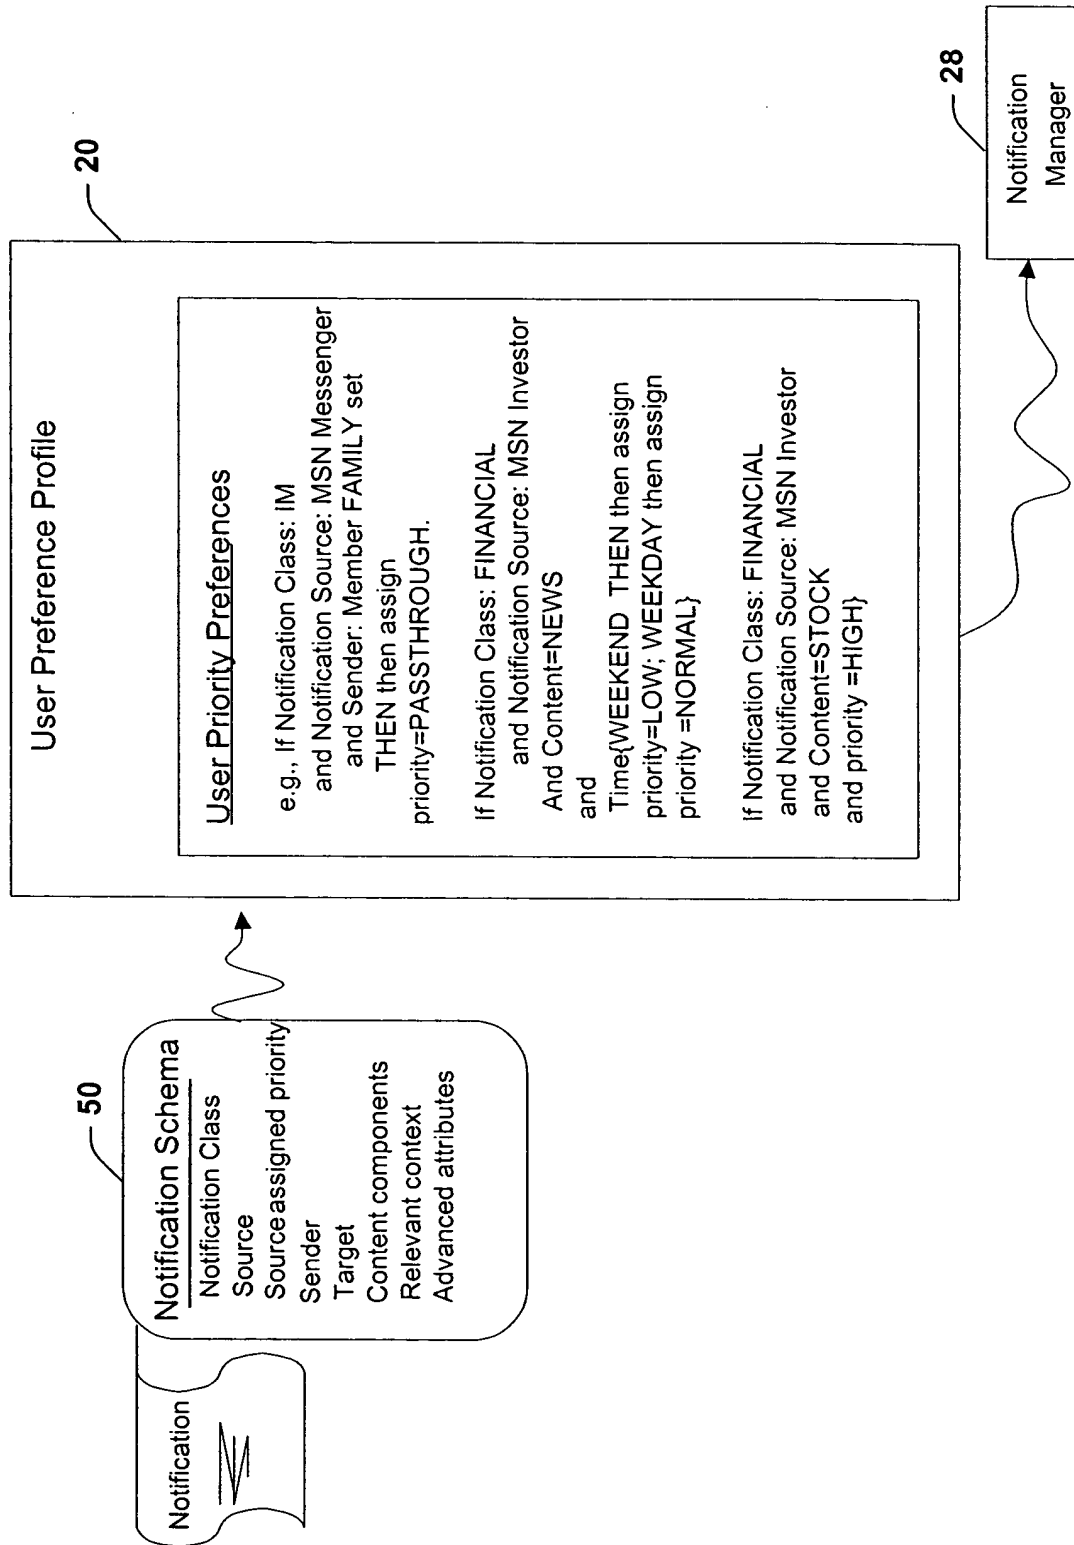 User Preference Profile
20
User Priority Preferences
e.g., If Notification Class: IM
and Notification Source: MSN Messenger
and Sender: Member FAMILY set
THEN then assign
priority=PASSTHROUGH.
If Notification Class: FINANCIAL
and Notification Source: MSN Investor
And Content=NEWS
and
Time{WEEKEND THEN then assign
priority=LOW; WEEKDAY then assign
priority =NORMAL}
If Notification Class: FINANCIAL
and Notification Source: MSN Investor
and Content=STOCK
and priority =HIGH}
50
Notification Schema
Notification Class
Source
Source assigned priority
Sender
Target
Content components
Relevant context
Advanced attributes
Notification
28
Notification
Manager